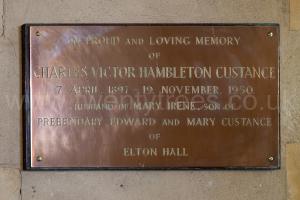 IN PROUD AND LOVING MEMORY
OF
CHARLES VICTOR HAMBLETON CUSTANCE
7 APRIL 1897 19 NOVEMBER 1950
HUSBAND OF MARY IRENE, SON OF
PREBENDARY EDWARD AND MARY CUSTANCE
OF
ELTON HALL